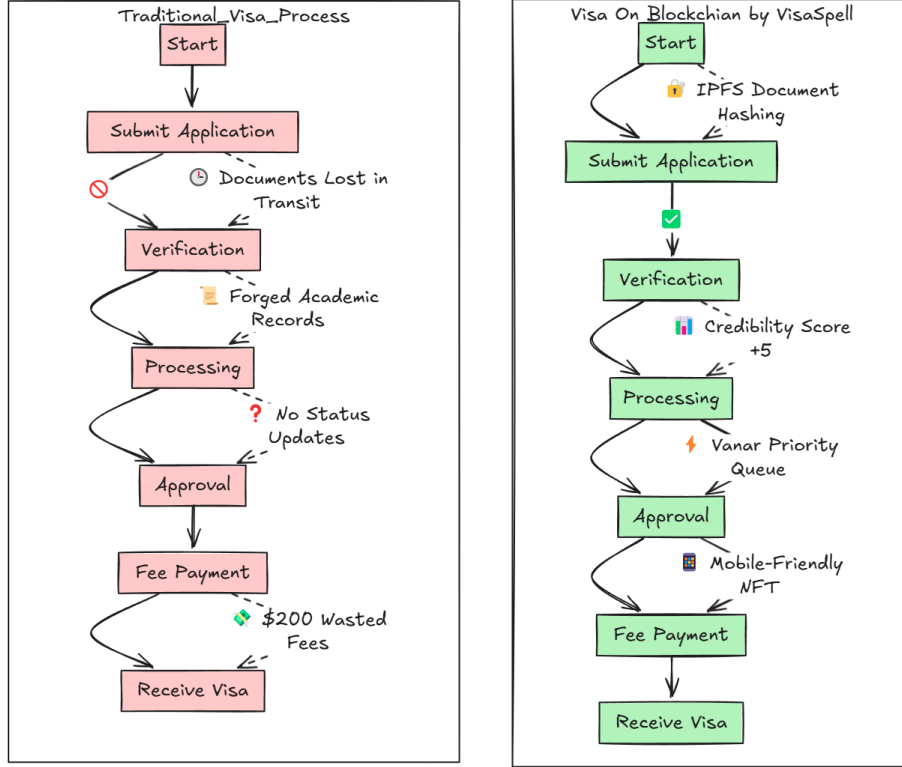 Traditional_Visa_Process
Start
Submit Application
Documents Lost in
Transit
Verification
Forged Academic
Records
Processing
No Status
Updates
Approval
Fee Payment
$200 Wasted
Fees
Receive Visa
Visa On Blockchian by VisaSpell
Start
IPFS Document
Hashing
Submit Application
Verification
Credibility Score
+5
Processing
Vanar Priority
Queue
Approval
Mobile-Friendly
NFT
Fee Payment
Receive Visa